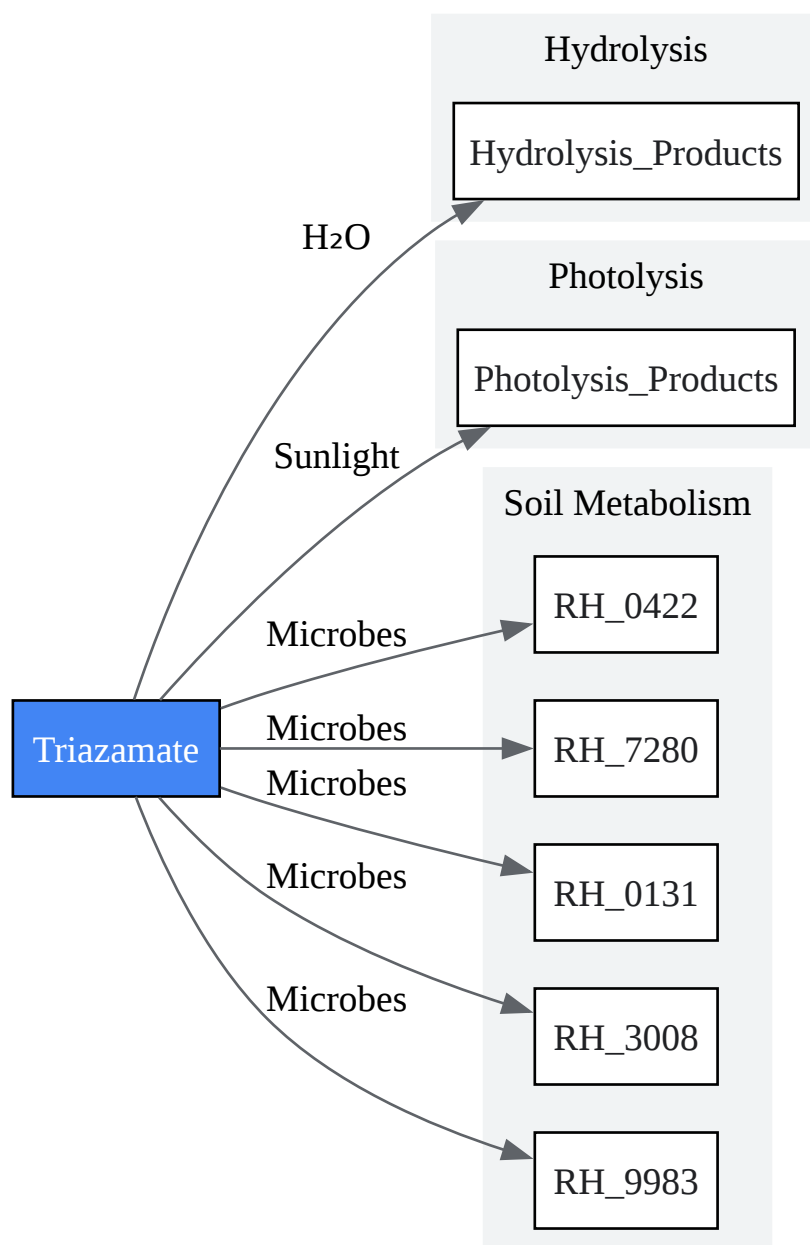 Hydrolysis
Hydrolysis_Products
H₂O
Photolysis
Photolysis_Products
Sunlight
Soil Metabolism
RH_0422
Microbes
Triazamate
Microbes
RH_7280
Microbes
RH_0131
Microbes
RH_3008
Microbes
RH_9983